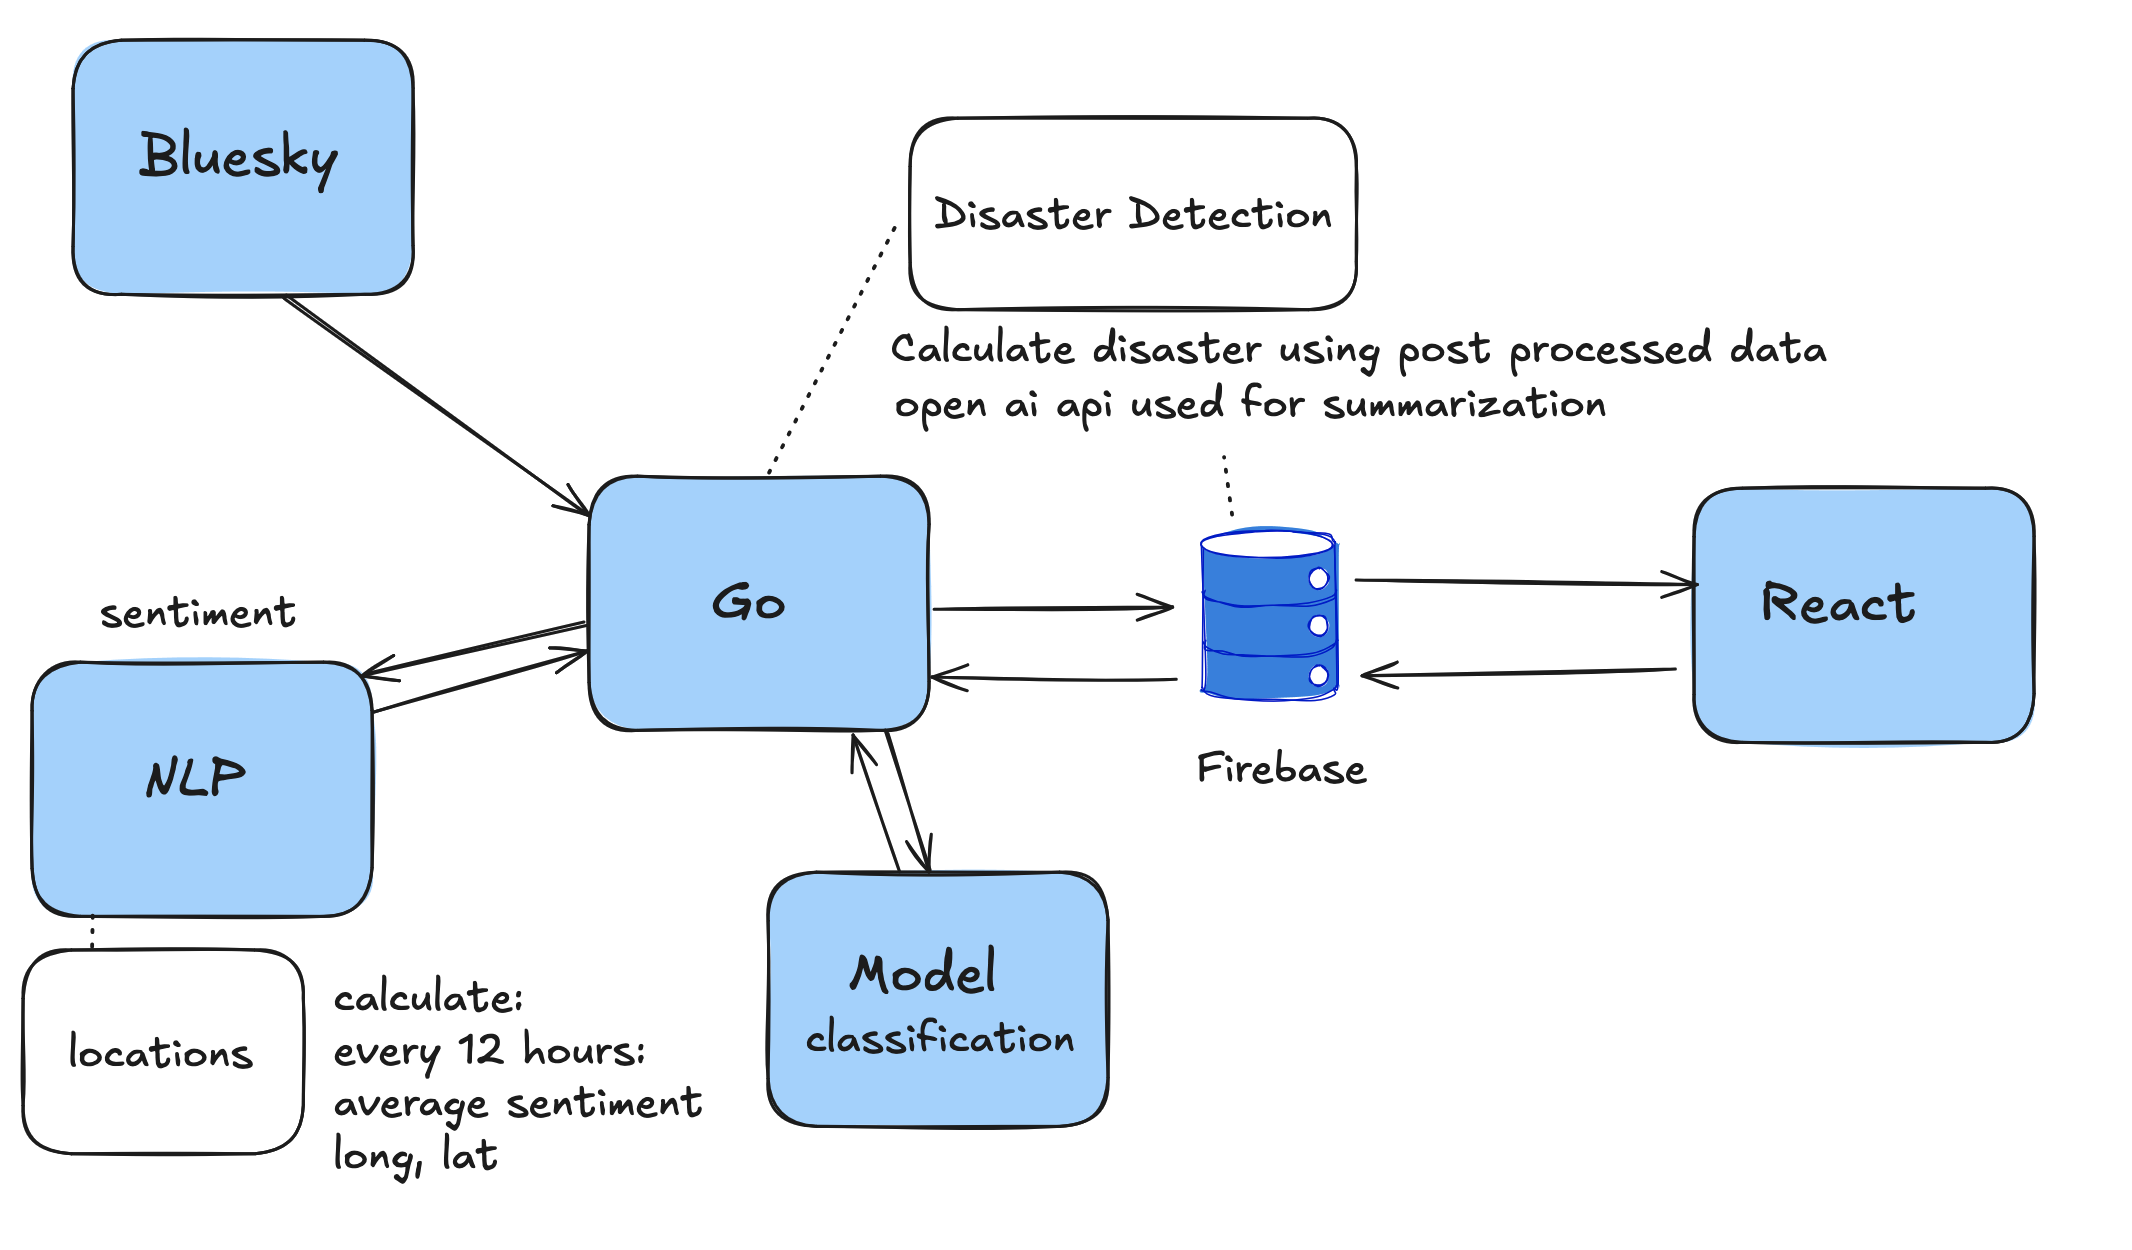 Bluesky
Disaster Detection
Calculate disaster using post processed data
open ai api used for summarization
Go
React
sentiment
NLP
Firebase
Model
classification
locations
calculate:
every 12 hours:
average sentiment
long, lat